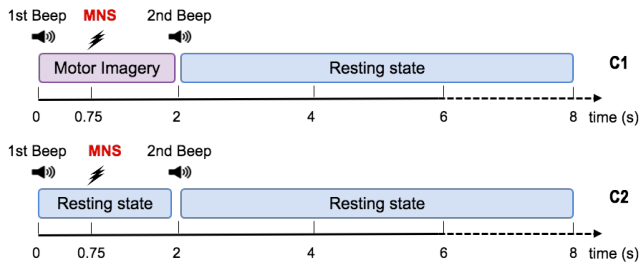 1st Beep MNS 2nd Beep
Motor Imagery Resting state C1
0 0.75 2 4 6 8 time (s)
1st Beep MNS 2nd Beep
Resting state Resting state C2
0 0.75 2 4 6 8 time (s)